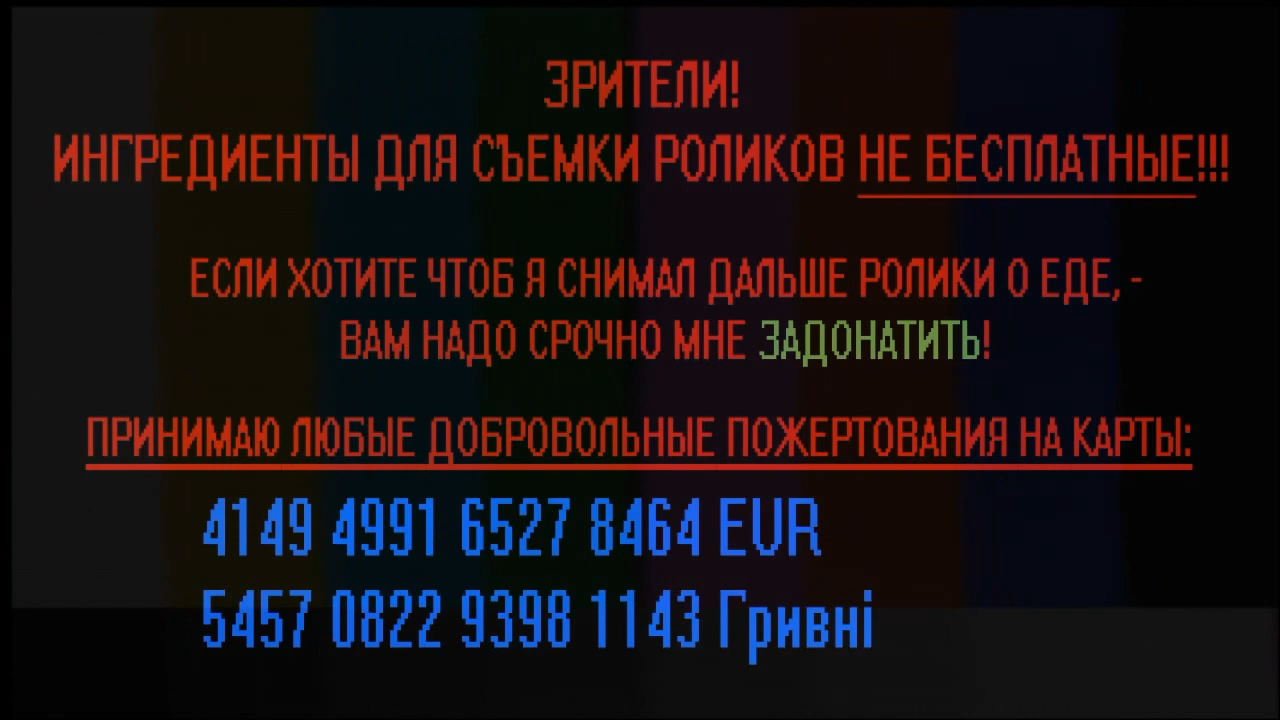 ЗРИТЕЛИ!
ИНГРЕДИЕНТЫ ДЛЯ СЪЕМКИ РОЛИКОВ НЕ БЕСПЛАТНЫЕ!!!
ЕСЛИ ХОТИТЕ ЧТОБ Я СНИМАЛ ДАЛЬШЕ РОЛИКИ О ЕДЕ, -
ВАМ НАДО СРОЧНО МНЕ ЗАДОНАТИТЬ!
ПРИНИМАЮ ЛЮБЫЕ ДОБРОВОЛЬНЫЕ ПОЖЕРТОВАНИЯ НА КАРТЫ:
4149 4991 6527 8464 EUR
5457 0822 9398 1143 Гривні